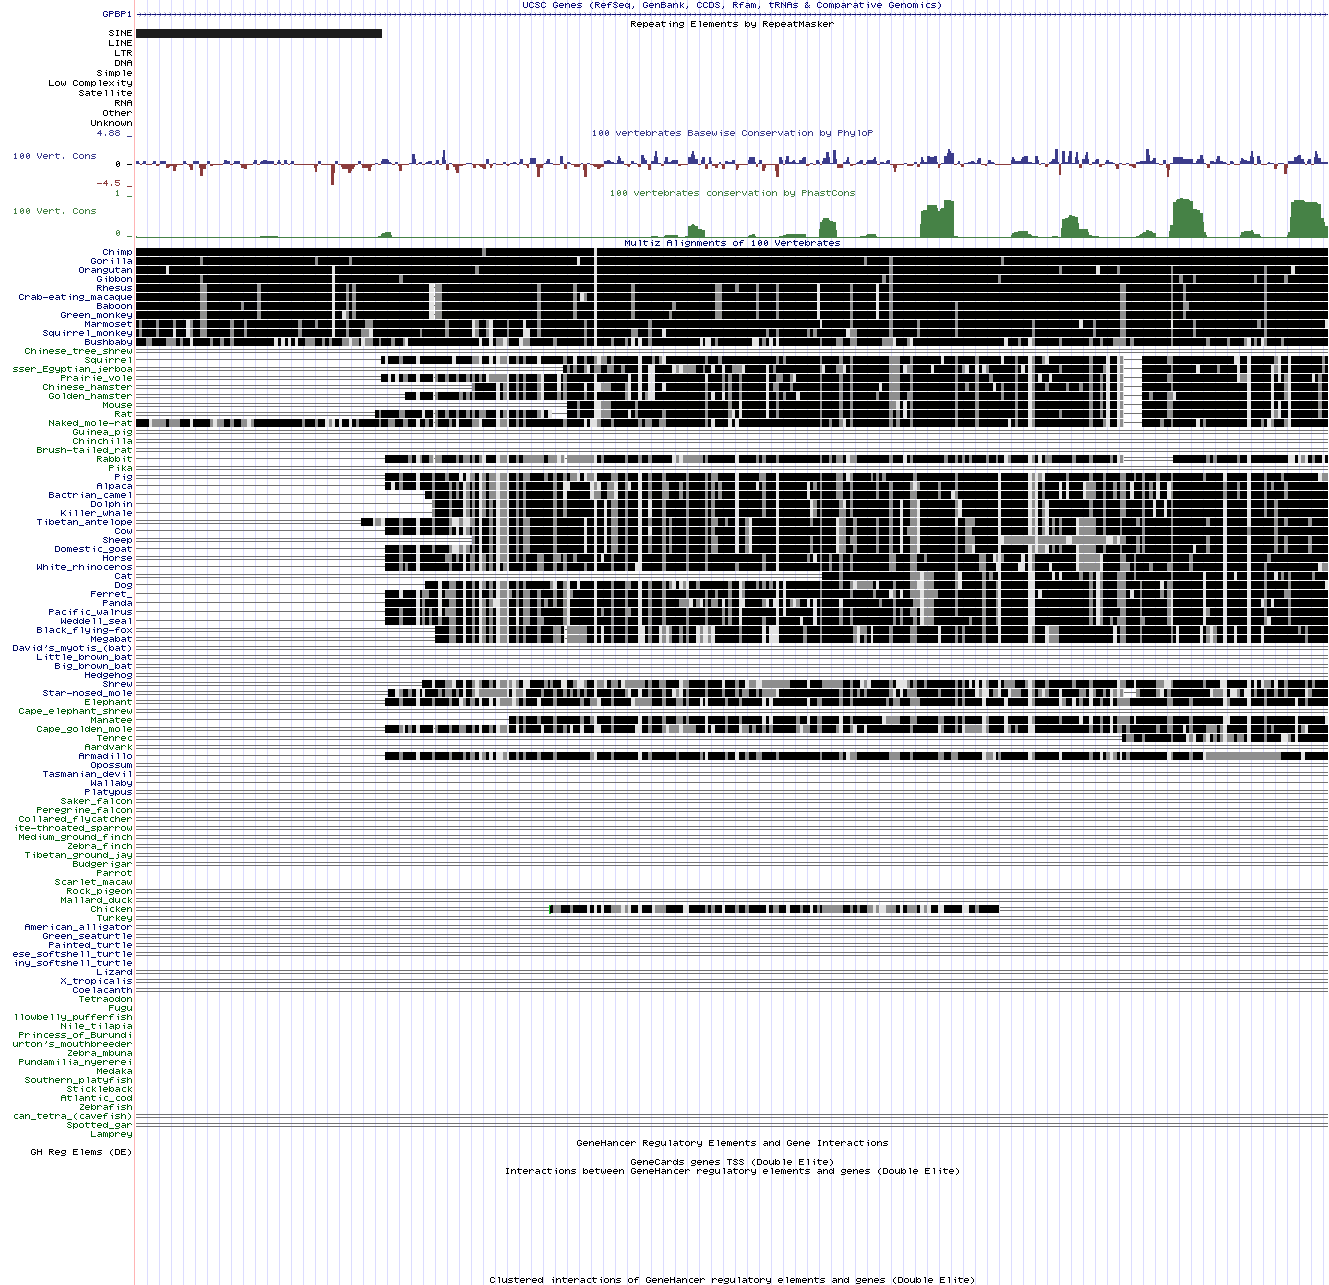 UCSC Genes (RefSeq, GenBank, CCDS, Rfam, tRNAs & Comparative Genomics)
GPBP1
Repeating Elements by RepeatMasker
SINE
LINE
LTR
DNA
Simple
Low Complexity
Satellite
RNA
Other
Unknown
4.88 _
100 vertebrates Basewise Conservation by PhyloP
100 Vert. Cons
0 _
-4.5 _
1 _
100 vertebrates conservation by PhastCons
100 Vert. Cons
0 _
Multiz Alignments of 100 Vertebrates
Chimp
Gorilla
Orangutan
Gibbon
Rhesus
Crab-eating_macaque
Baboon
Green_monkey
Marmoset
Squirrel_monkey
Bushbaby
Chinese_tree_shrew
Squirrel
sser_Egyptian_jerboa
Prairie_vole
Chinese_hamster
Golden_hamster
Mouse
Rat
Naked_mole-rat
Guinea_pig
Chinchilla
Brush-tailed_rat
Rabbit
Pika
Pig
Alpaca
Bactrian_camel
Dolphin
Killer_whale
Tibetan_antelope
Cow
Sheep
Domestic_goat
Horse
White_rhinoceros
Cat
Dog
Ferret_
Panda
Pacific_walrus
Weddell_seal
Black_flying-fox
Megabat
David's_myotis_(bat)
Little_brown_bat
Big_brown_bat
Hedgehog
Shrew
Star-nosed_mole
Elephant
Cape_elephant_shrew
Manatee
Cape_golden_mole
Tenrec
Aardvark
Armadillo
Opossum
Tasmanian_devil
Wallaby
Platypus
Saker_falcon
Peregrine_falcon
Collared_flycatcher
ite-throated_sparrow
Medium_ground_finch
Zebra_finch
Tibetan_ground_jay
Budgerigar
Parrot
Scarlet_macaw
Rock_pigeon
Mallard_duck
Chicken
Turkey
American_alligator
Green_seaturtle
Painted_turtle
ese_softshell_turtle
iny_softshell_turtle
Lizard
X_tropicalis
Coelacanth
Tetraodon
Fugu
llowbelly_pufferfish
Nile_tilapia
Princess_of_Burundi
urton's_mouthbreeder
Zebra_mbuna
Pundamilia_nyererei
Medaka
Southern_platyfish
Stickleback
Atlantic_cod
Zebrafish
can_tetra_(cavefish)
Spotted_gar
Lamprey
GeneHancer Regulatory Elements and Gene Interactions
GH Reg Elems (DE)
GeneCards genes TSS (Double Elite)
Interactions between GeneHancer regulatory elements and genes (Double Elite)
Clustered interactions of GeneHancer regulatory elements and genes (Double Elite)